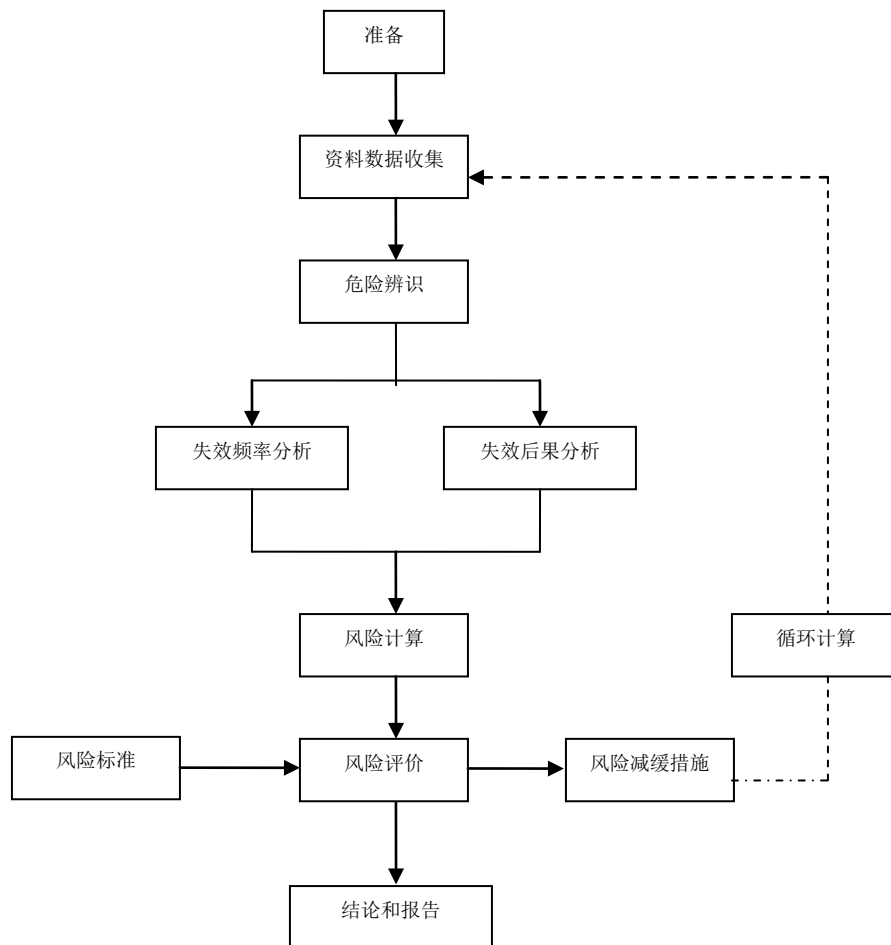 准备
资料数据收集
危险辨识
失效频率分析
失效后果分析
风险计算
循环计算
风险标准
风险评价
风险减缓措施
结论和报告